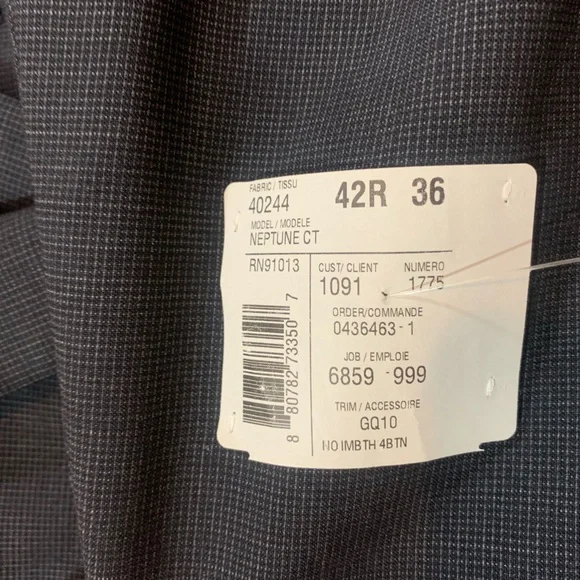 FABRIC / TISSU
40244 42R 36
MODEL / MODELE
NEPTUNE CT
RN91013
CUST/ CLIENT NUMERO
1091 1775
ORDER/COMMANDE
0436463-1
JOB / EMPLOIE
6859 -999
TRIM / ACCESSOIRE
GQ10
NO IMBTH 4BTN
8 80782 73350 7